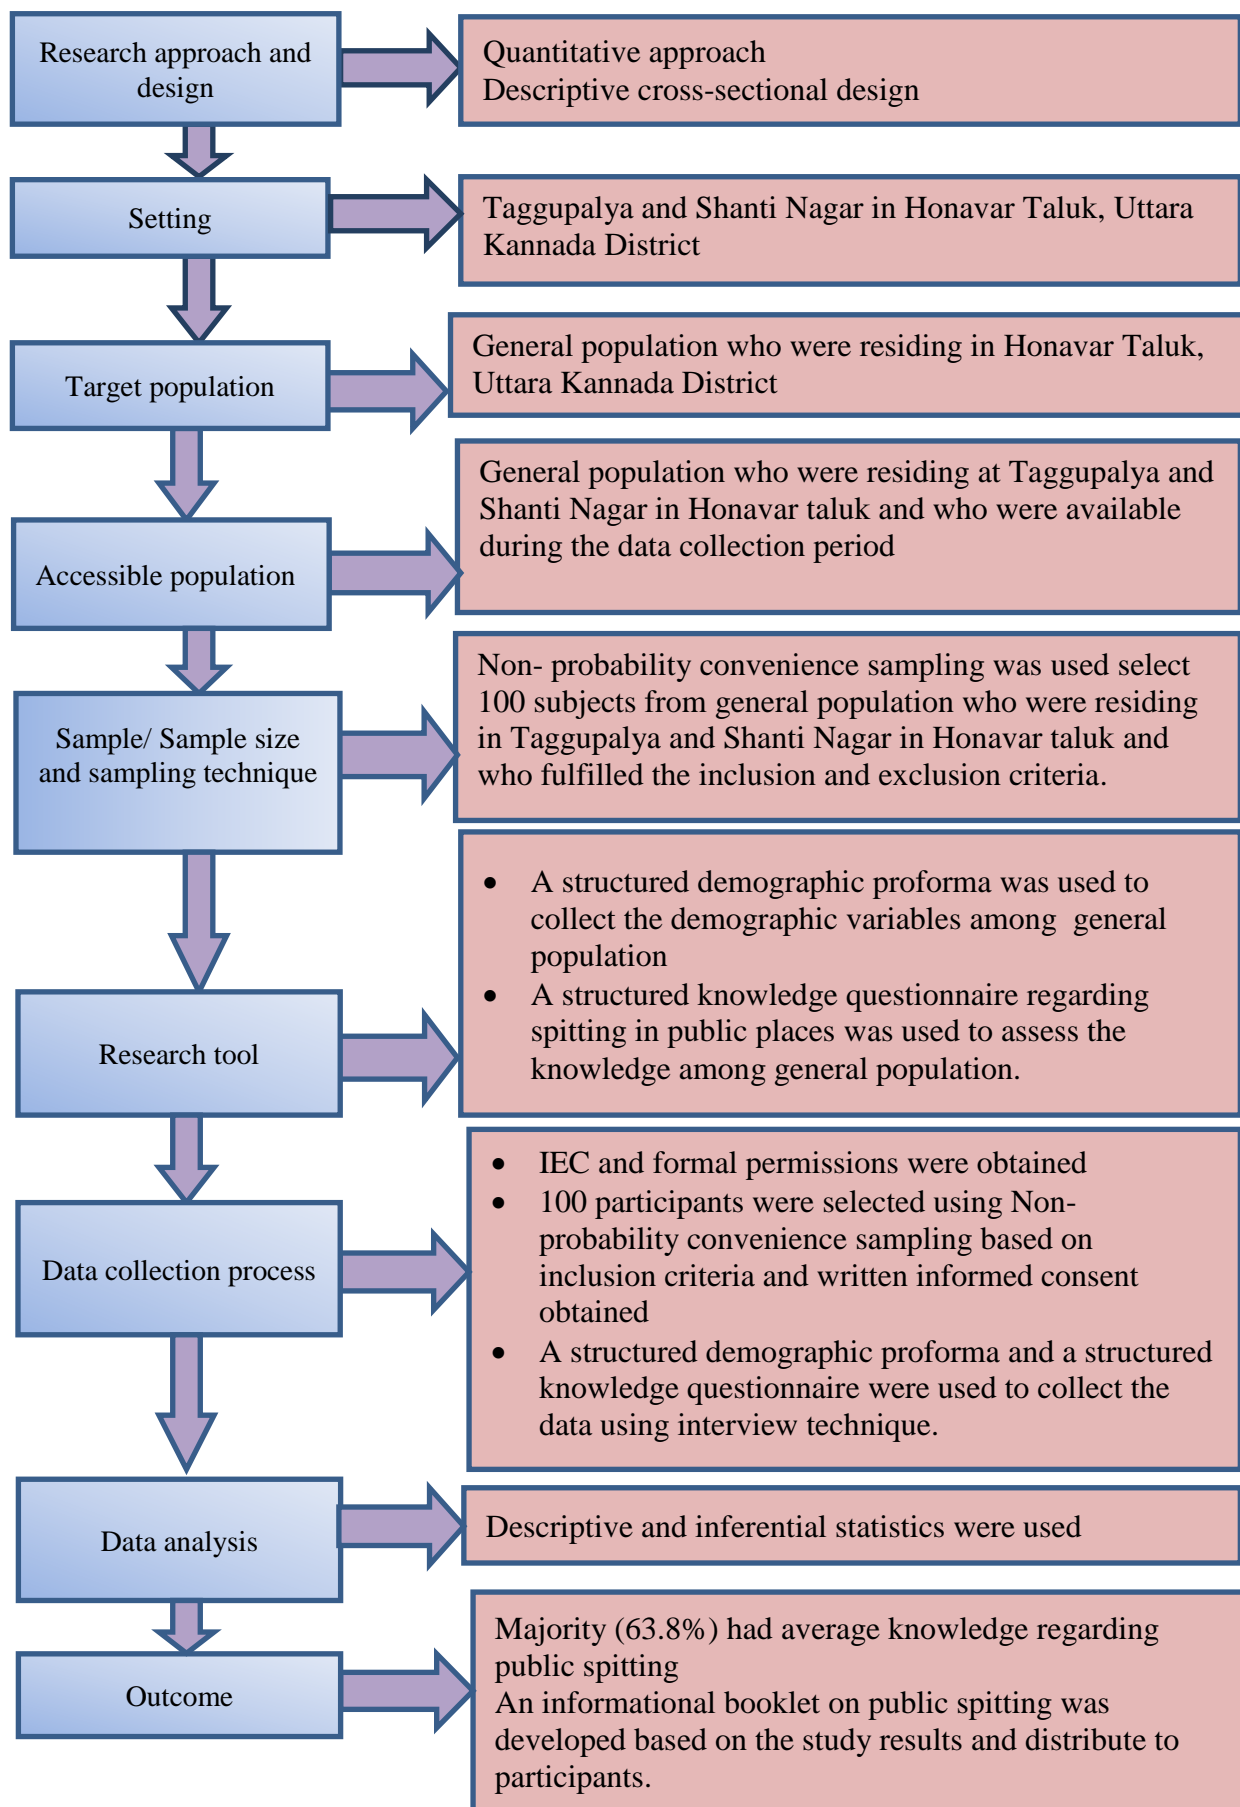 Research approach and
design
Quantitative approach
Descriptive cross-sectional design
Setting
Taggupalya and Shanti Nagar in Honavar Taluk, Uttara
Kannada District
Target population
General population who were residing in Honavar Taluk,
Uttara Kannada District
Accessible population
General population who were residing at Taggupalya and
Shanti Nagar in Honavar taluk and who were available
during the data collection period
Sample/ Sample size
and sampling technique
Non- probability convenience sampling was used select
100 subjects from general population who were residing
in Taggupalya and Shanti Nagar in Honavar taluk and
who fulfilled the inclusion and exclusion criteria.
Research tool
• A structured demographic proforma was used to
collect the demographic variables among general
population
• A structured knowledge questionnaire regarding
spitting in public places was used to assess the
knowledge among general population.
Data collection process
• IEC and formal permissions were obtained
• 100 participants were selected using Non-
probability convenience sampling based on
inclusion criteria and written informed consent
obtained
• A structured demographic proforma and a structured
knowledge questionnaire were used to collect the
data using interview technique.
Data analysis
Descriptive and inferential statistics were used
Outcome
Majority (63.8%) had average knowledge regarding
public spitting
An informational booklet on public spitting was
developed based on the study results and distribute to
participants.